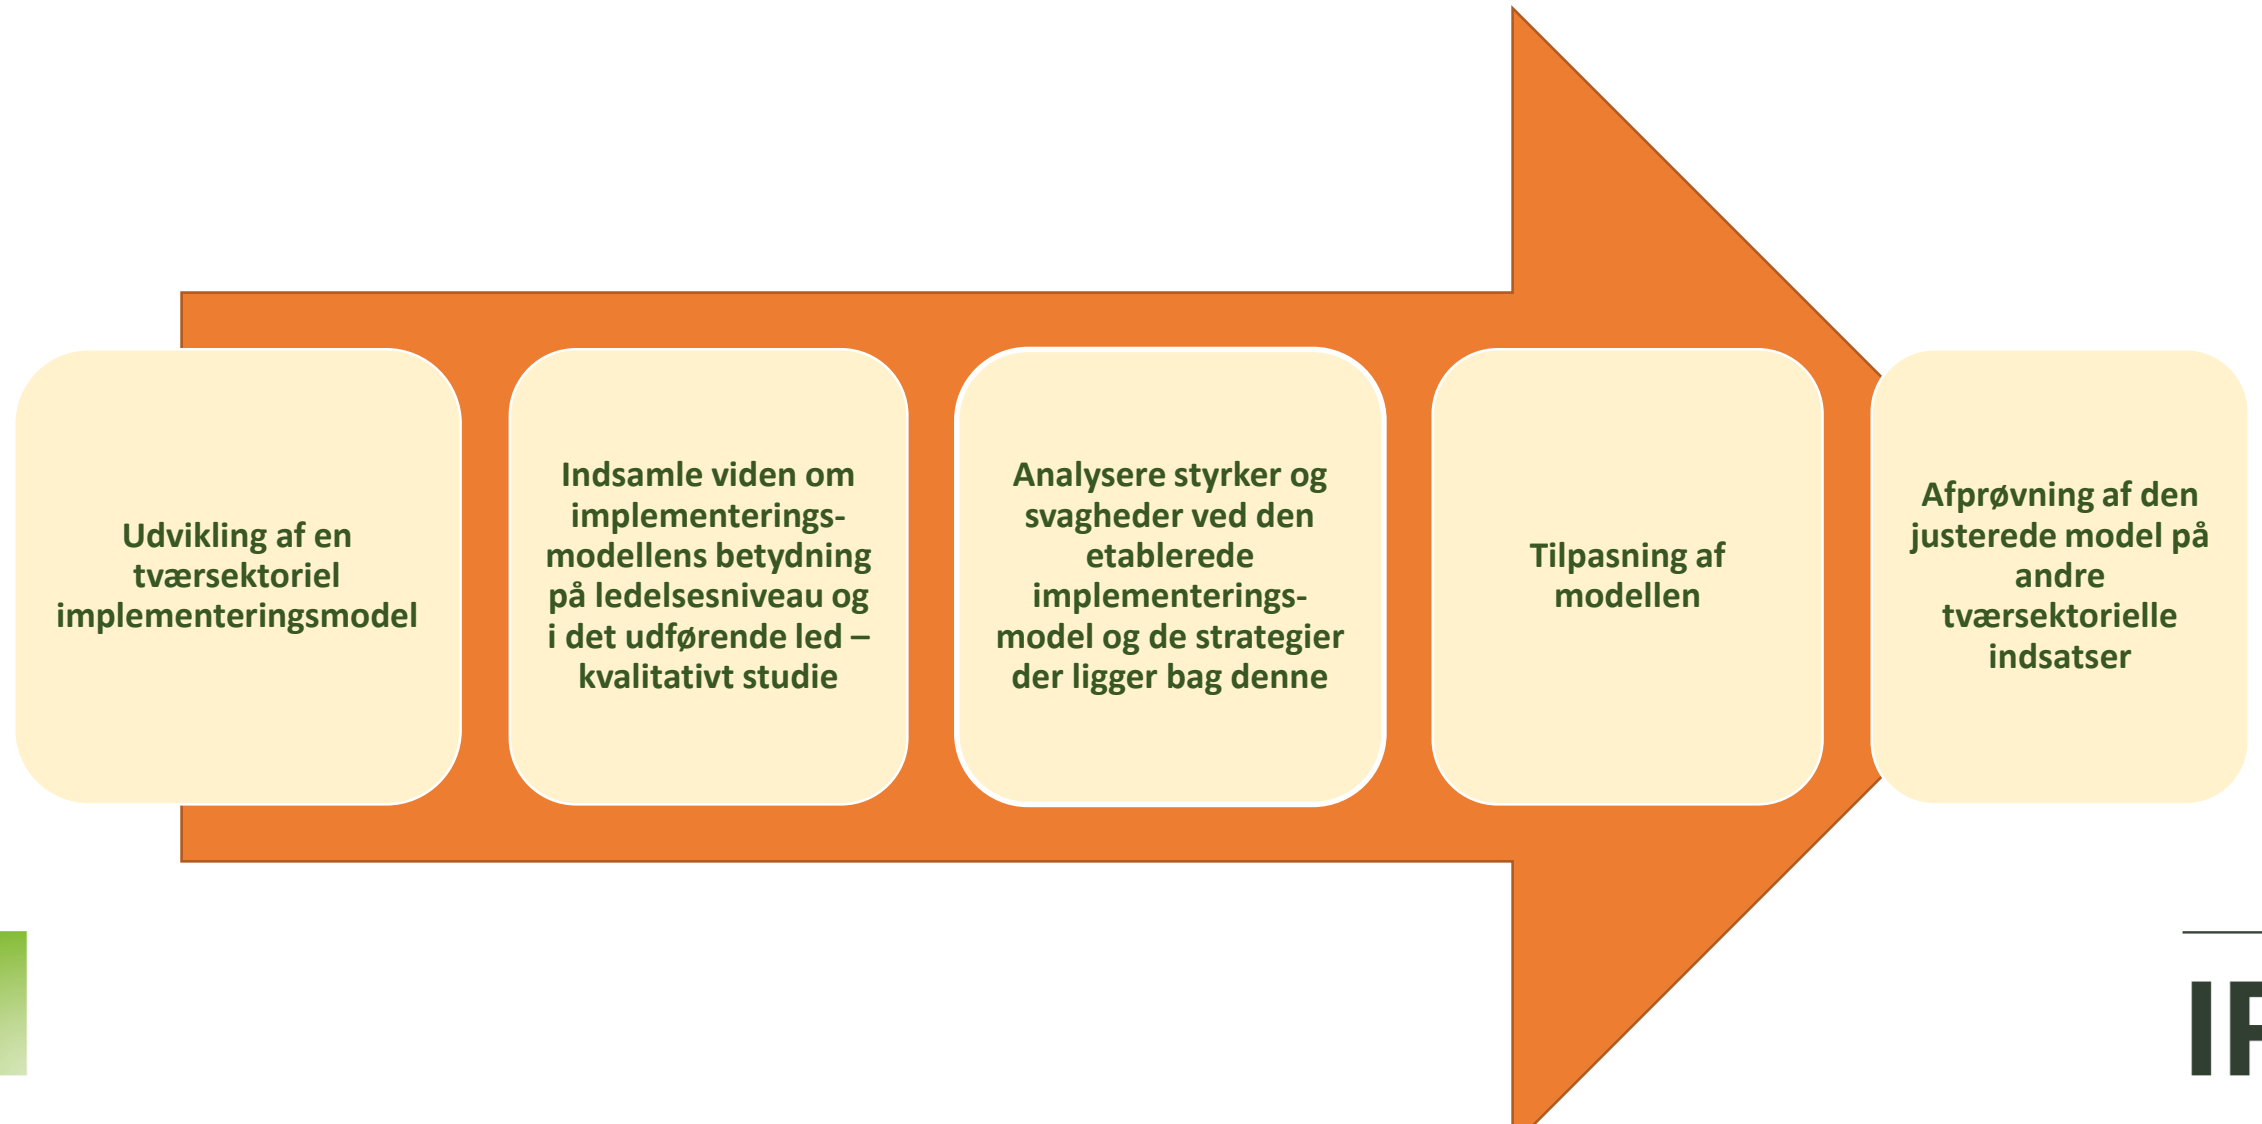 Udvikling af en
tværsektoriel
implementeringsmodel
Indsamle viden om
implementerings-
modellens betydning
på ledelsesniveau og
i det udførende led –
kvalitativt studie
Analysere styrker og
svagheder ved den
etablerede
implementerings-
model og de strategier
der ligger bag denne
Tilpasning af
modellen
Afprøvning af den
justerede model på
andre
tværsektorielle
indsatser